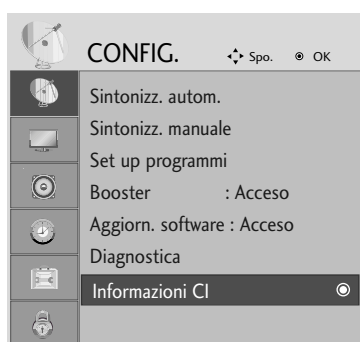 CONFIG. Spo. OK
Sintonizz. autom.
Sintonizz. manuale
Set up programmi
Booster : Acceso
Aggiorn. software : Acceso
Diagnostica
Informazioni CI